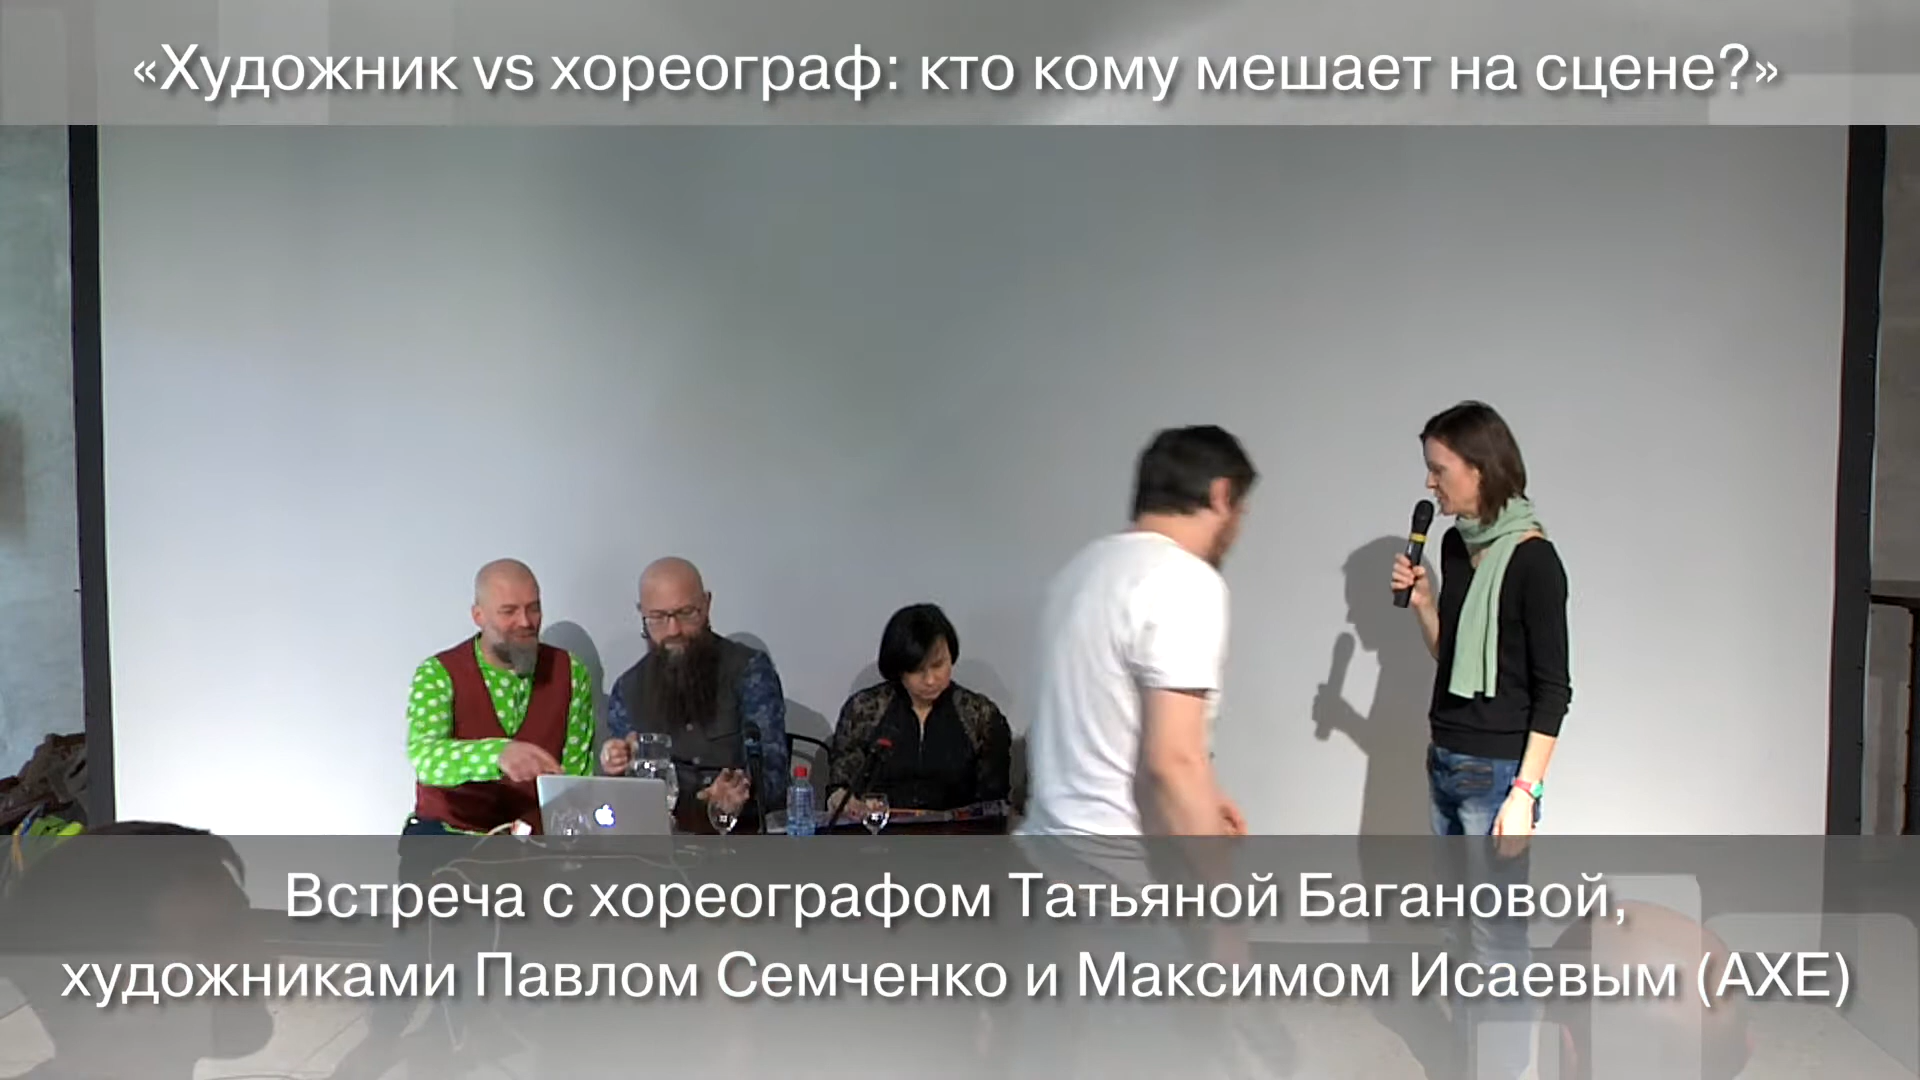 «Художник vs хореограф: кто кому мешает на сцене?»
Встреча с хореографом Татьяной Багановой,
художниками Павлом Семченко и Максимом Исаевым (АХЕ)